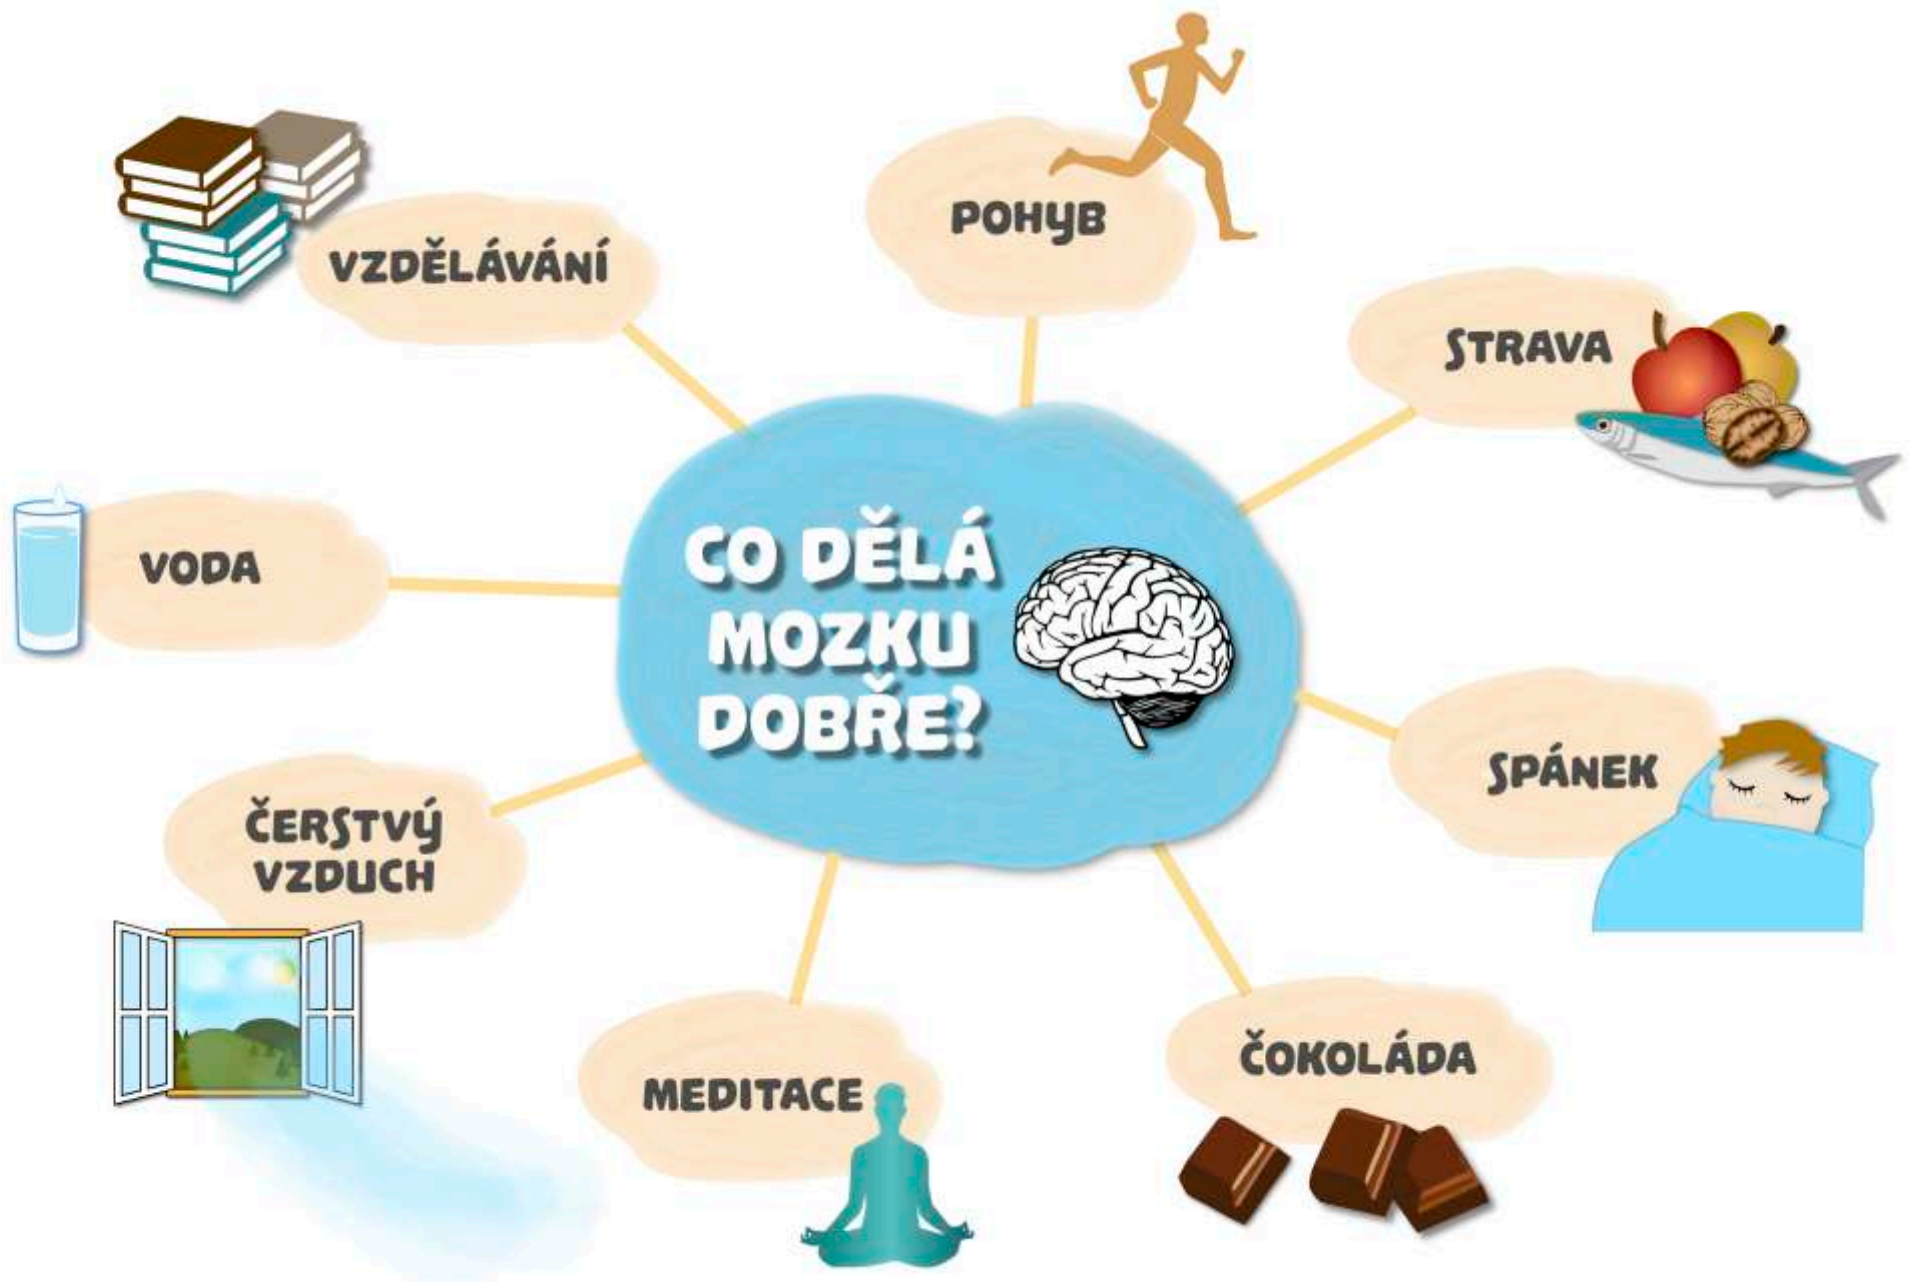 POHYB
VZDĚLÁVÁNÍ
STRAVA
CO DĚLÁ
MOZKU
DOBŘE?
VODA
SPÁNEK
ČERSTVÝ
VZDUCH
ČOKOLÁDA
MEDITACE